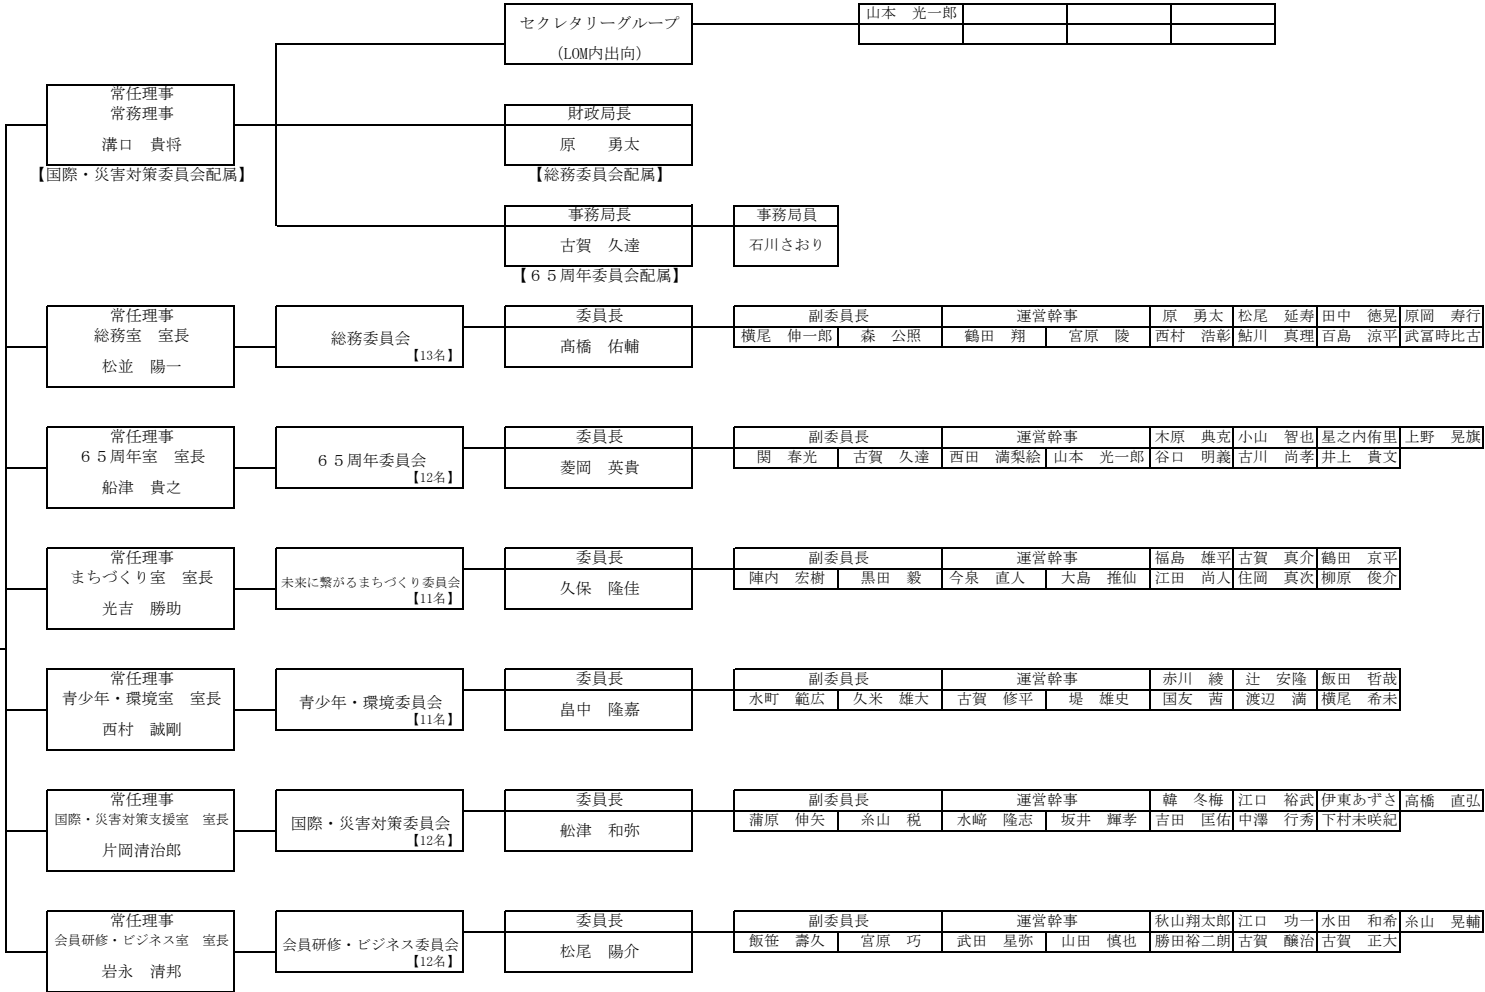 セクレタリーグループ
(LOM内出向)
山本　光一郎
常任理事
常務理事
溝口　貴将
【国際・災害対策委員会配属】
財政局長
原　　勇太
【総務委員会配属】
事務局長
古賀　久達
【６５周年委員会配属】
事務局員
石川さおり
常任理事
総務室　室長
松並　陽一
総務委員会
【13名】
委員長
髙橋　佑輔
副委員長 運営幹事 原　勇太 松尾　延寿 田中　徳晃 原岡　寿行
横尾　伸一郎 森　公照 鶴田　翔 宮原　陵 西村　浩彰 鮎川　真理 百島　涼平 武冨時比古
常任理事
６５周年室　室長
船津　貴之
６５周年委員会
【12名】
委員長
菱岡　英貴
副委員長 運営幹事 木原　典克 小山　智也 星之内侑里 上野　晃旗
関　春光 古賀　久達 西田　満梨絵 山本　光一郎 谷口　明義 古川　尚孝 井上　貴文
常任理事
まちづくり室　室長
光吉　勝助
未来に繋がるまちづくり委員会
【11名】
委員長
久保　隆佳
副委員長 運営幹事 福島　雄平 古賀　真介 鶴田　京平
陣内　宏樹 黒田　毅 今泉　直人 大島　推仙 江田　尚人 住岡　真次 柳原　俊介
常任理事
青少年・環境室　室長
西村　誠剛
青少年・環境委員会
【11名】
委員長
畠中　隆嘉
副委員長 運営幹事 赤川　綾 辻　安隆 飯田　哲哉
水町　範広 久米　雄大 古賀　修平 堤　雄史 国友　茜 渡辺　満 横尾　希未
常任理事
国際・災害対策支援室　室長
片岡清治郎
国際・災害対策委員会
【12名】
委員長
舩津　和弥
副委員長 運営幹事 韓　冬梅 江口　裕武 伊東あずさ 高橋　直弘
蒲原　伸矢 糸山　税 水﨑　隆志 坂井　輝孝 吉田　匡佑 中澤　行秀 下村未咲紀
常任理事
会員研修・ビジネス室　室長
岩永　清邦
会員研修・ビジネス委員会
【12名】
委員長
松尾　陽介
副委員長 運営幹事 秋山翔太郎 江口　功一 水田　和希 糸山　晃輔
飯笹　壽久 宮原　巧 武田　星弥 山田　慎也 勝田裕二朗 古賀　醸治 古賀　正大